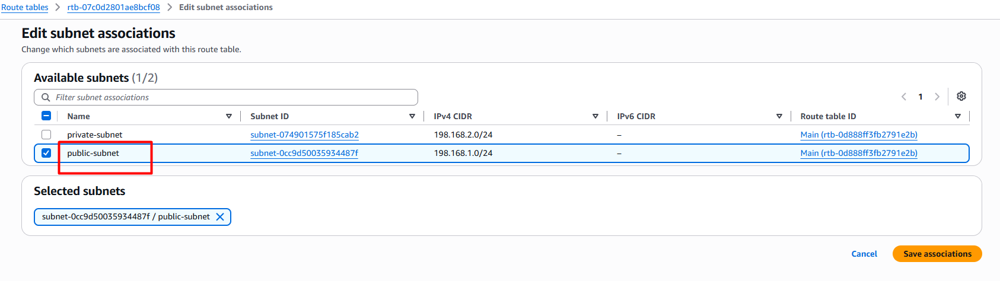 Route tables > rtb-07c0d2801ae8bcf08 > Edit subnet associations
Edit subnet associations
Change which subnets are associated with this route table.
Available subnets (1/2)
Filter subnet associations
1
Name Subnet ID IPv4 CIDR IPv6 CIDR Route table ID
private-subnet subnet-074901575f185cab2 198.168.2.0/24 – Main (rtb-0d888ff3fb2791e2b)
public-subnet subnet-0cc9d50035934487f 198.168.1.0/24 – Main (rtb-0d888ff3fb2791e2b)
Selected subnets
subnet-0cc9d50035934487f / public-subnet
Cancel Save associations